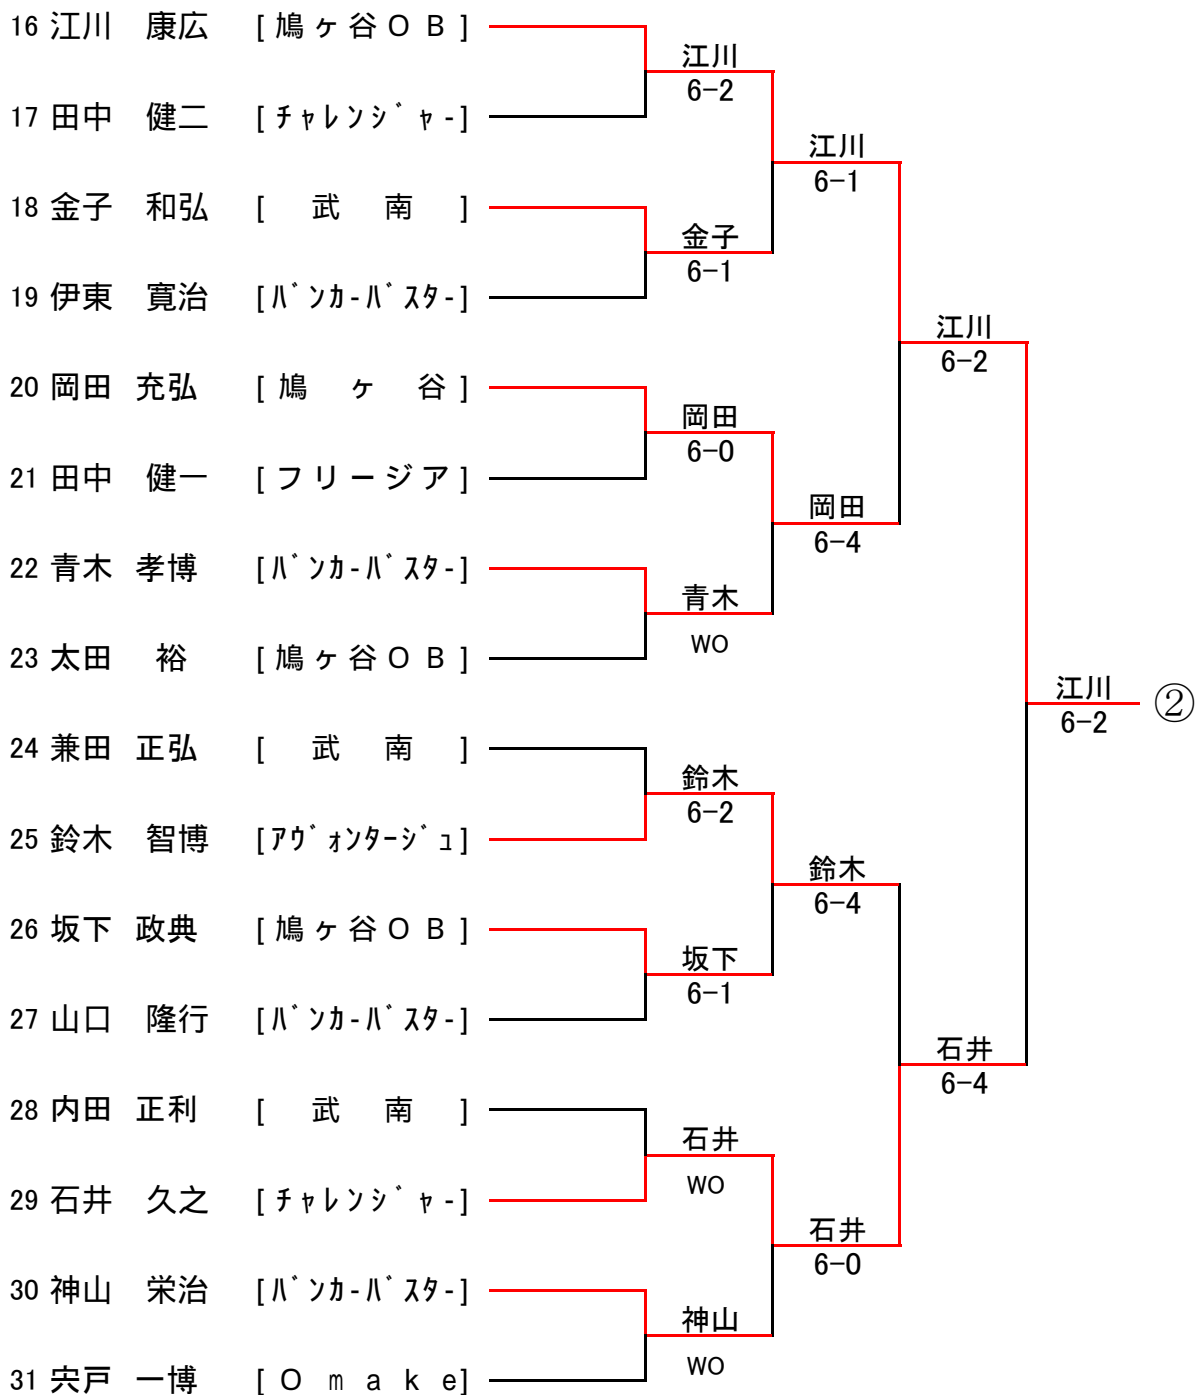 16 江川　康広 [鳩ヶ谷ＯＢ]
江川
6-2
17 田中　健二 [ﾁｬﾚﾝｼﾞｬ-]
江川
6-1
18 金子　和弘 [武南]
金子
6-1
19 伊東　寛治 [ﾊﾞﾝｶ-ﾊﾞｽﾀ-]
江川
6-2
20 岡田 充弘 [鳩ヶ谷]
岡田
6-0
21 田中　健一 [フリージア]
岡田
6-4
22 青木 孝博 [ﾊﾞﾝｶ-ﾊﾞｽﾀ-]
青木
WO
23 太田　裕 [鳩ヶ谷ＯＢ]
江川
6-2
②
24 兼田 正弘 [武南]
鈴木
6-2
25 鈴木　智博 [ｱｳﾞｫﾝﾀｰｼﾞｭ]
鈴木
6-4
26 坂下 政典 [鳩ヶ谷ＯＢ]
坂下
6-1
27 山口　隆行 [ﾊﾞﾝｶ-ﾊﾞｽﾀ-]
石井
6-4
28 内田 正利 [武南]
石井
WO
29 石井　久之 [ﾁｬﾚﾝｼﾞｬ-]
石井
6-0
30 神山　栄治 [ﾊﾞﾝｶ-ﾊﾞｽﾀ-]
神山
WO
31 宍戸 一博 [Ｏｍａｋｅ]